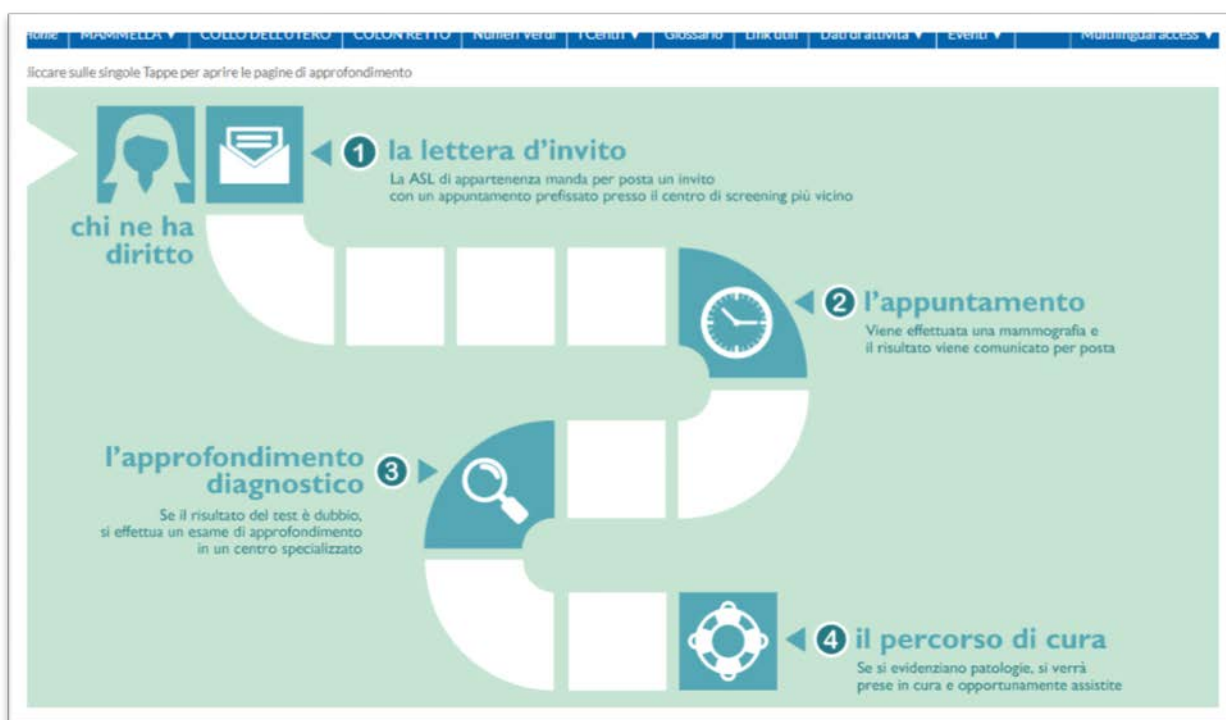 Home MAMMELLA ▼ COLLO DELL'UTERO COLON RETTO Numeri Verdi I Centri ▼ Glossario Link utili Dati di attività ▼ Eventi ▼ Multilingual access ▼
liccare sulle singole Tappe per aprire le pagine di approfondimento
1 la lettera d'invito
La ASL di appartenenza manda per posta un invito
con un appuntamento prefissato presso il centro di screening più vicino
chi ne ha
diritto
2 l'appuntamento
Viene effettuata una mammografia e
il risultato viene comunicato per posta
l'approfondimento 3
diagnostico
Se il risultato del test è dubbio,
si effettua un esame di approfondimento
in un centro specializzato
4 il percorso di cura
Se si evidenziano patologie, si verrà
prese in cura e opportunamente assistite